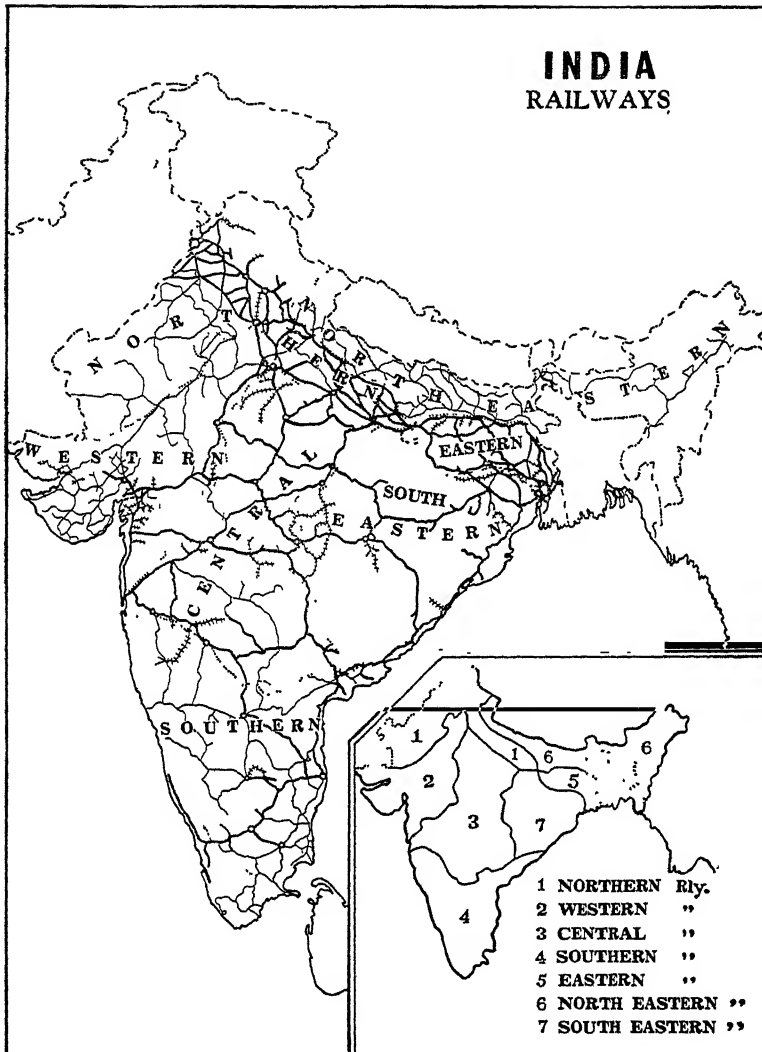 INDIA
RAILWAYS
NORTHERN
NORTH EASTERN
WESTERN
EASTERN
SOUTH
EASTERN
CENTRAL
SOUTHERN
1
1
6
6
5
2
3
7
4
1 NORTHERN Rly.
2 WESTERN "
3 CENTRAL "
4 SOUTHERN "
5 EASTERN "
6 NORTH EASTERN "
7 SOUTH EASTERN "